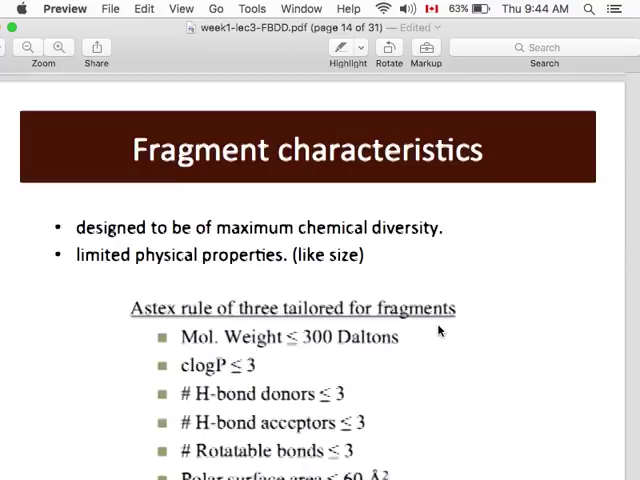 Preview File Edit View Go Tools Window Help 63% Thu 9:44 AM
week1-lec3-FBDD.pdf (page 14 of 31) — Edited
Search
Zoom Share Highlight Rotate Markup Search
Fragment characteristics
• designed to be of maximum chemical diversity.
• limited physical properties. (like size)
Astex rule of three tailored for fragments
Mol. Weight ≤ 300 Daltons
clogP ≤ 3
# H-bond donors ≤ 3
# H-bond acceptors ≤ 3
# Rotatable bonds ≤ 3
Polar surface area ≤ 60 Å²